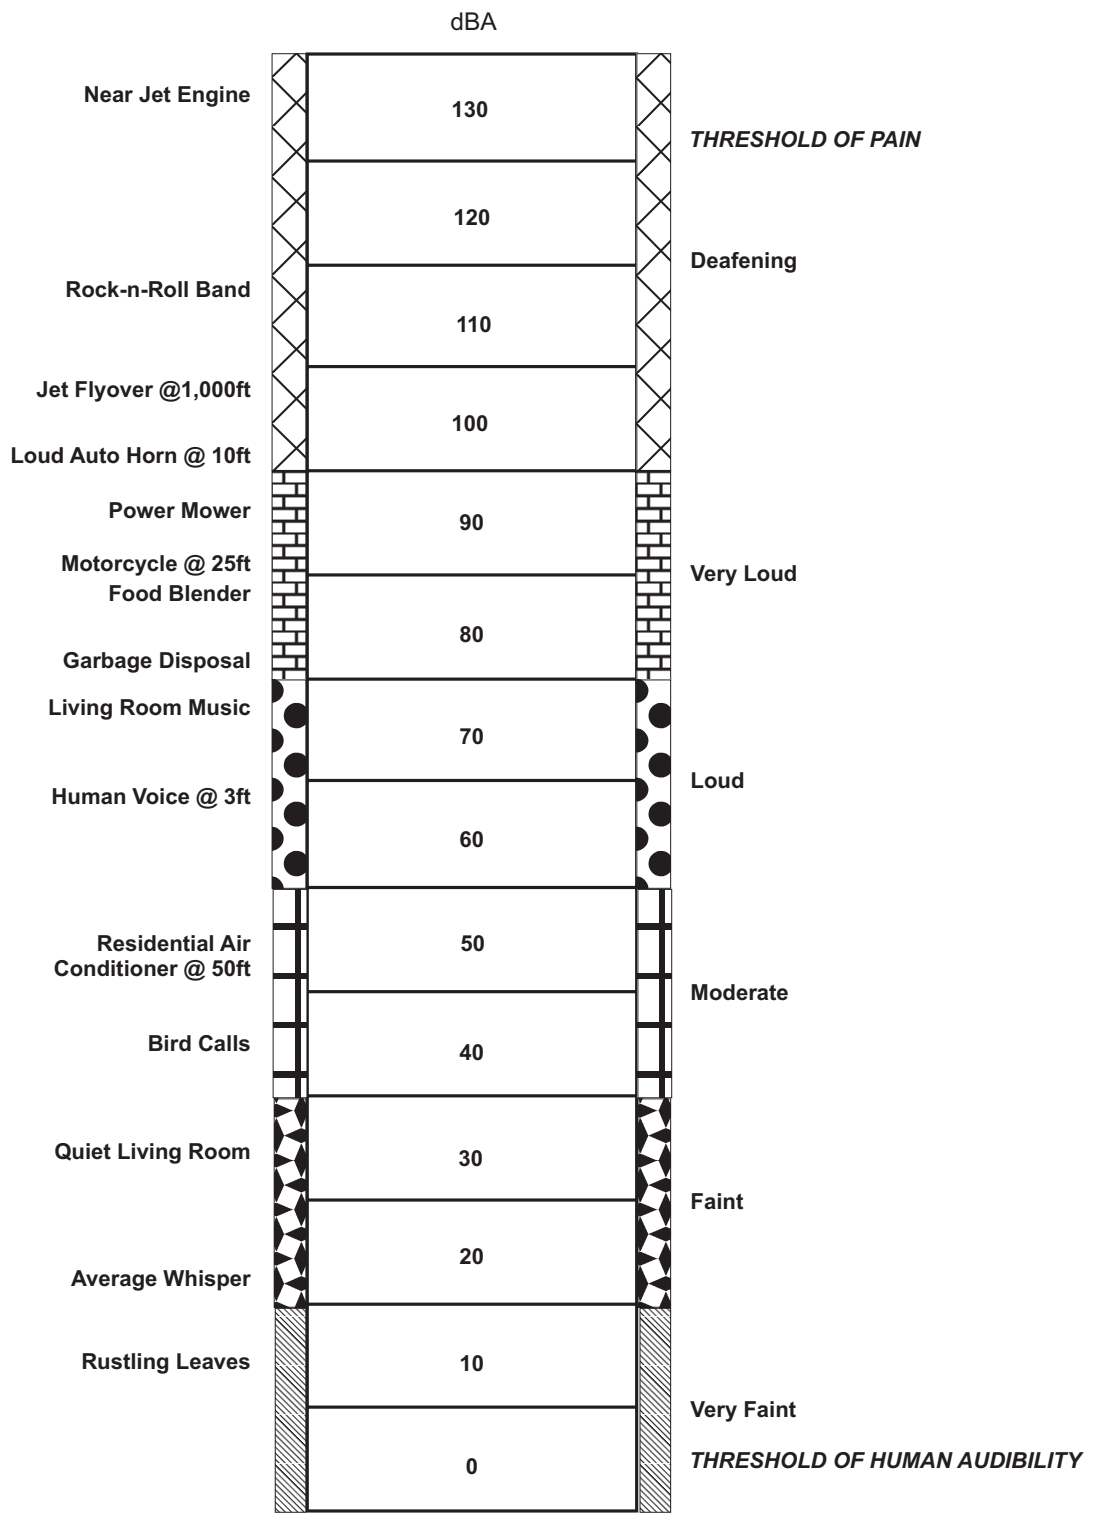 dBA
Near Jet Engine
130
THRESHOLD OF PAIN
120
Deafening
Rock-n-Roll Band
110
Jet Flyover @1,000ft
100
Loud Auto Horn @ 10ft
Power Mower
90
Motorcycle @ 25ft
Very Loud
Food Blender
80
Garbage Disposal
Living Room Music
70
Loud
Human Voice @ 3ft
60
Residential Air
50
Conditioner @ 50ft
Moderate
Bird Calls
40
Quiet Living Room
30
Faint
20
Average Whisper
Rustling Leaves
10
Very Faint
THRESHOLD OF HUMAN AUDIBILITY
0